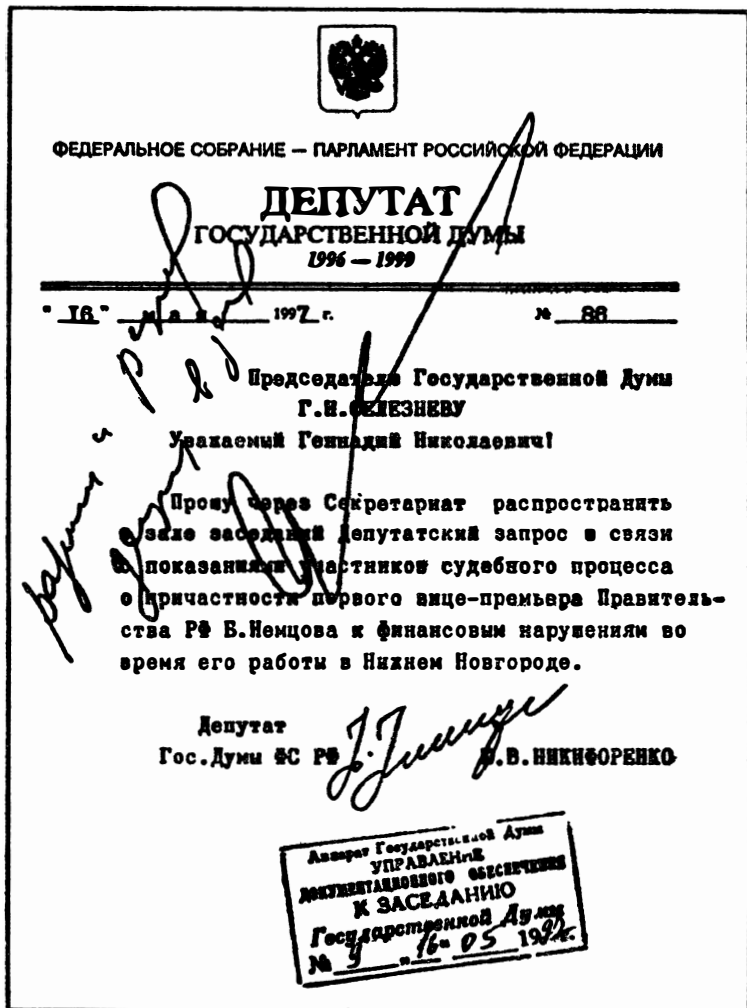 ФЕДЕРАЛЬНОЕ СОБРАНИЕ — ПАРЛАМЕНТ РОССИЙСКОЙ ФЕДЕРАЦИИ
ДЕПУТАТ
ГОСУДАРСТВЕННОЙ ДУМЫ
1996 — 1999
" 16 " мая 1997 г. № 88
Председателю Государственной Думы
Г.Н.СЕЛЕЗНЕВУ
Уважаемый Геннадий Николаевич!
Прошу через Секретариат распространить
в зале заседаний Депутатский запрос в связи
с показаниями участников судебного процесса
о причастности первого вице-премьера Правитель-
ства РФ Б.Немцова к финансовым нарушениям во
время его работы в Нижнем Новгороде.
Депутат
Гос.Думы ФС РФ Ю.В.НИКИФОРЕНКО
Аппарат Государственной Думы
УПРАВЛЕНИЕ
ДОКУМЕНТАЦИОННОГО ОБЕСПЕЧЕНИЯ
К ЗАСЕДАНИЮ
Государственной Думы
№ 9 "16" 05 1997г.